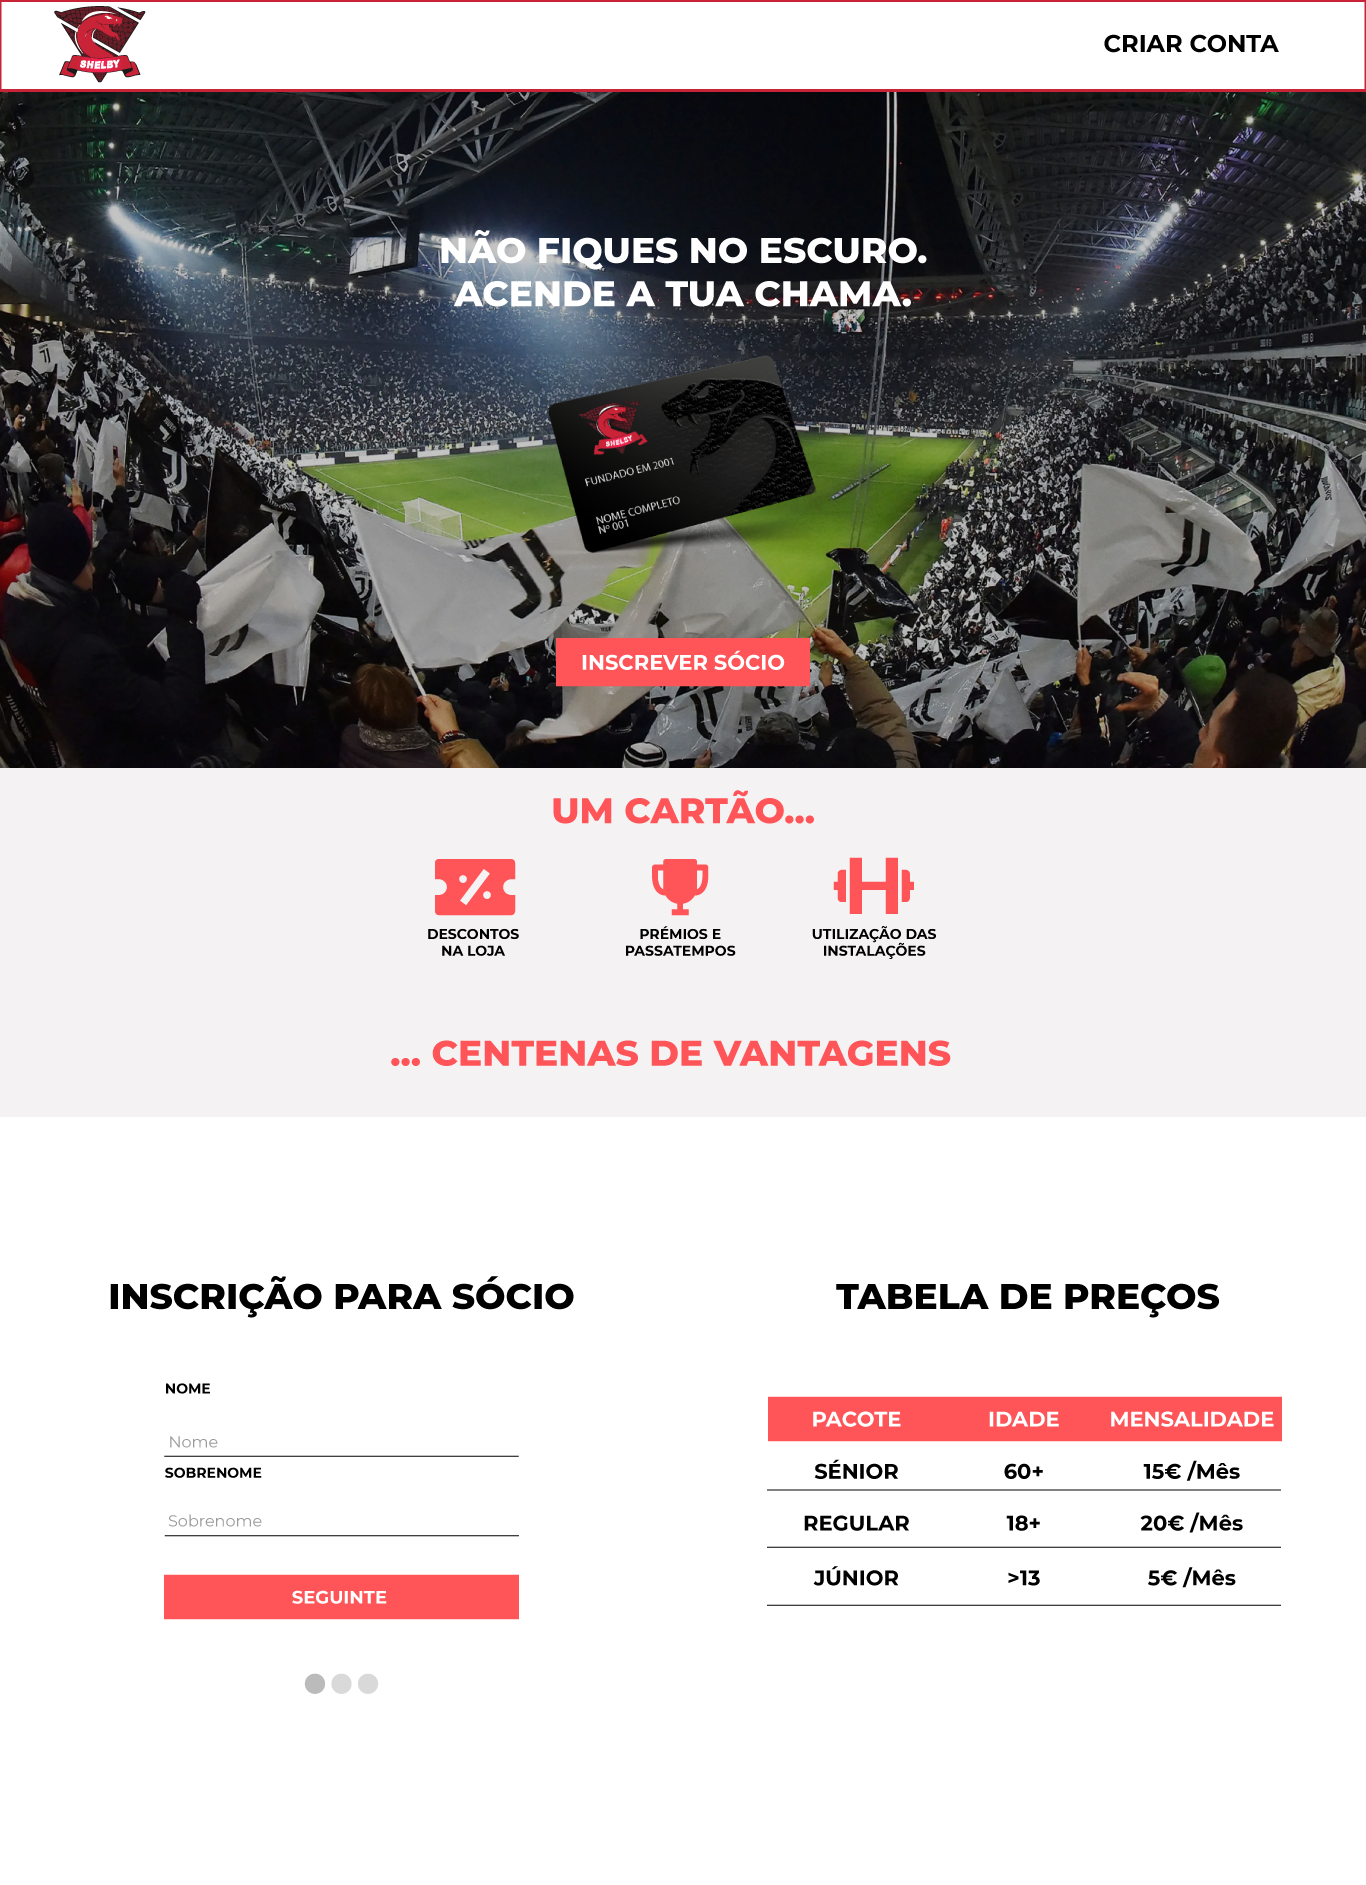 SHELBY
CRIAR CONTA
NÃO FIQUES NO ESCURO.
ACENDE A TUA CHAMA.
SHELBY
FUNDADO EM 2001
NOME COMPLETO
Nº 001
INSCREVER SÓCIO
UM CARTÃO...
DESCONTOS
NA LOJA
PRÉMIOS E
PASSATEMPOS
UTILIZAÇÃO DAS
INSTALAÇÕES
... CENTENAS DE VANTAGENS
INSCRIÇÃO PARA SÓCIO
NOME
Nome
SOBRENOME
Sobrenome
SEGUINTE
TABELA DE PREÇOS
PACOTE IDADE MENSALIDADE
SÉNIOR 60+ 15€ /Mês
REGULAR 18+ 20€ /Mês
JÚNIOR >13 5€ /Mês